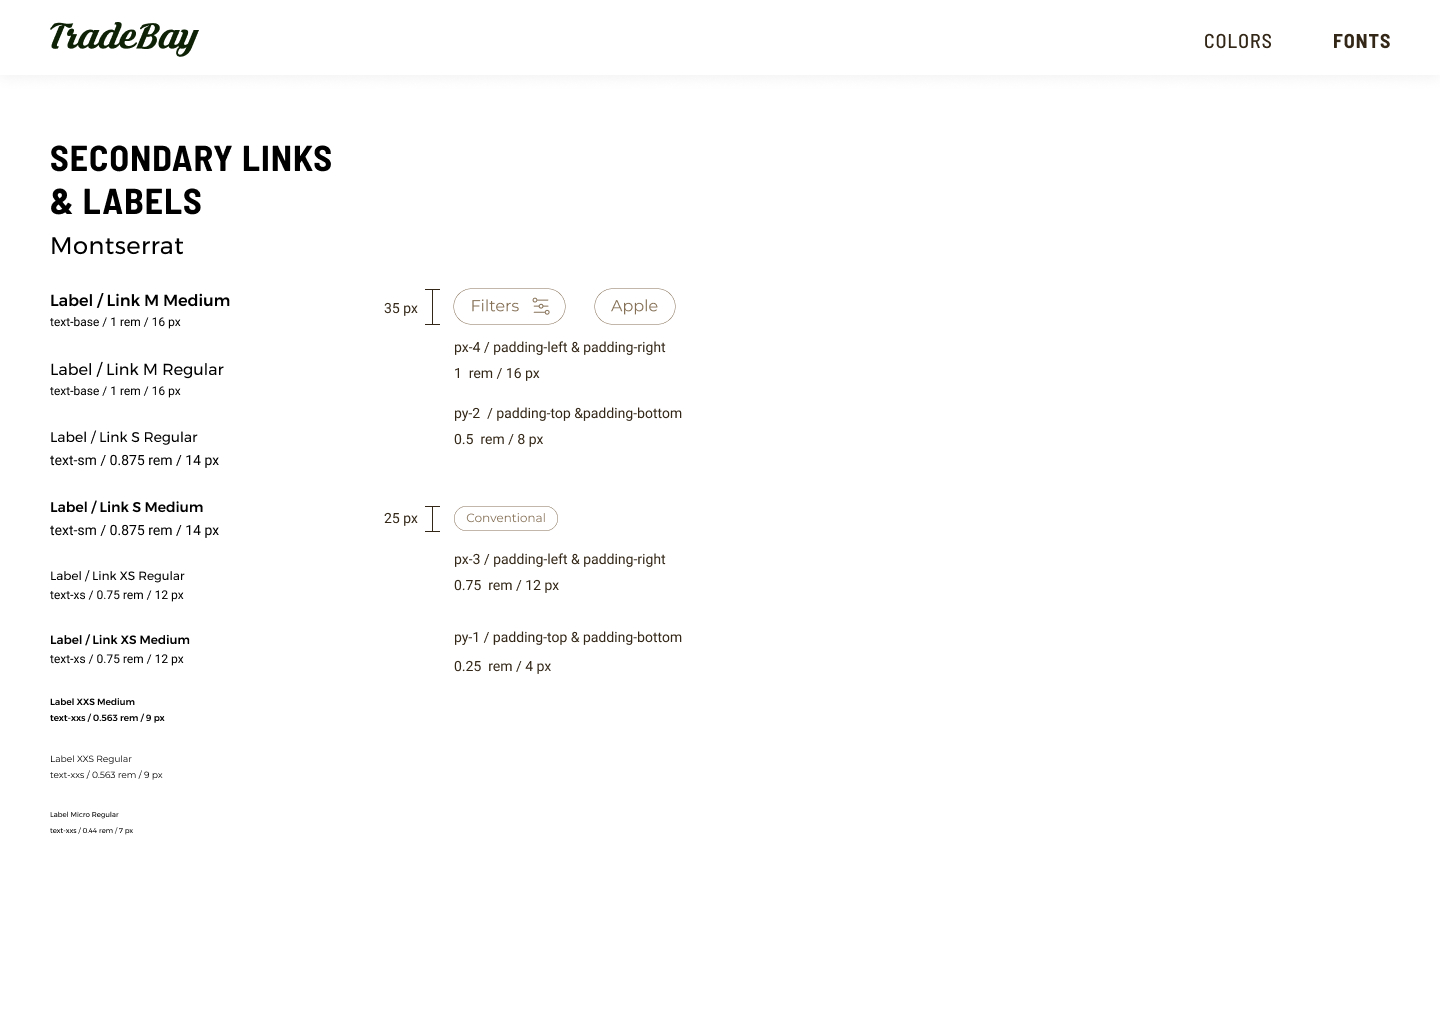 TradeBay
COLORS
FONTS
SECONDARY LINKS
& LABELS
Montserrat
Label / Link M Medium
text-base / 1 rem / 16 px
Label / Link M Regular
text-base / 1 rem / 16 px
Label / Link S Regular
text-sm / 0.875 rem / 14 px
Label / Link S Medium
text-sm / 0.875 rem / 14 px
Label / Link XS Regular
text-xs / 0.75 rem / 12 px
Label / Link XS Medium
text-xs / 0.75 rem / 12 px
Label XXS Medium
text-xxs / 0.563 rem / 9 px
Label XXS Regular
text-xxs / 0.563 rem / 9 px
Label Micro Regular
text-xxs / 0.44 rem / 7 px
35 px
Filters
Apple
px-4 / padding-left & padding-right
1  rem / 16 px
py-2  / padding-top &padding-bottom
0.5  rem / 8 px
25 px
Conventional
px-3 / padding-left & padding-right
0.75  rem / 12 px
py-1 / padding-top & padding-bottom
0.25  rem / 4 px